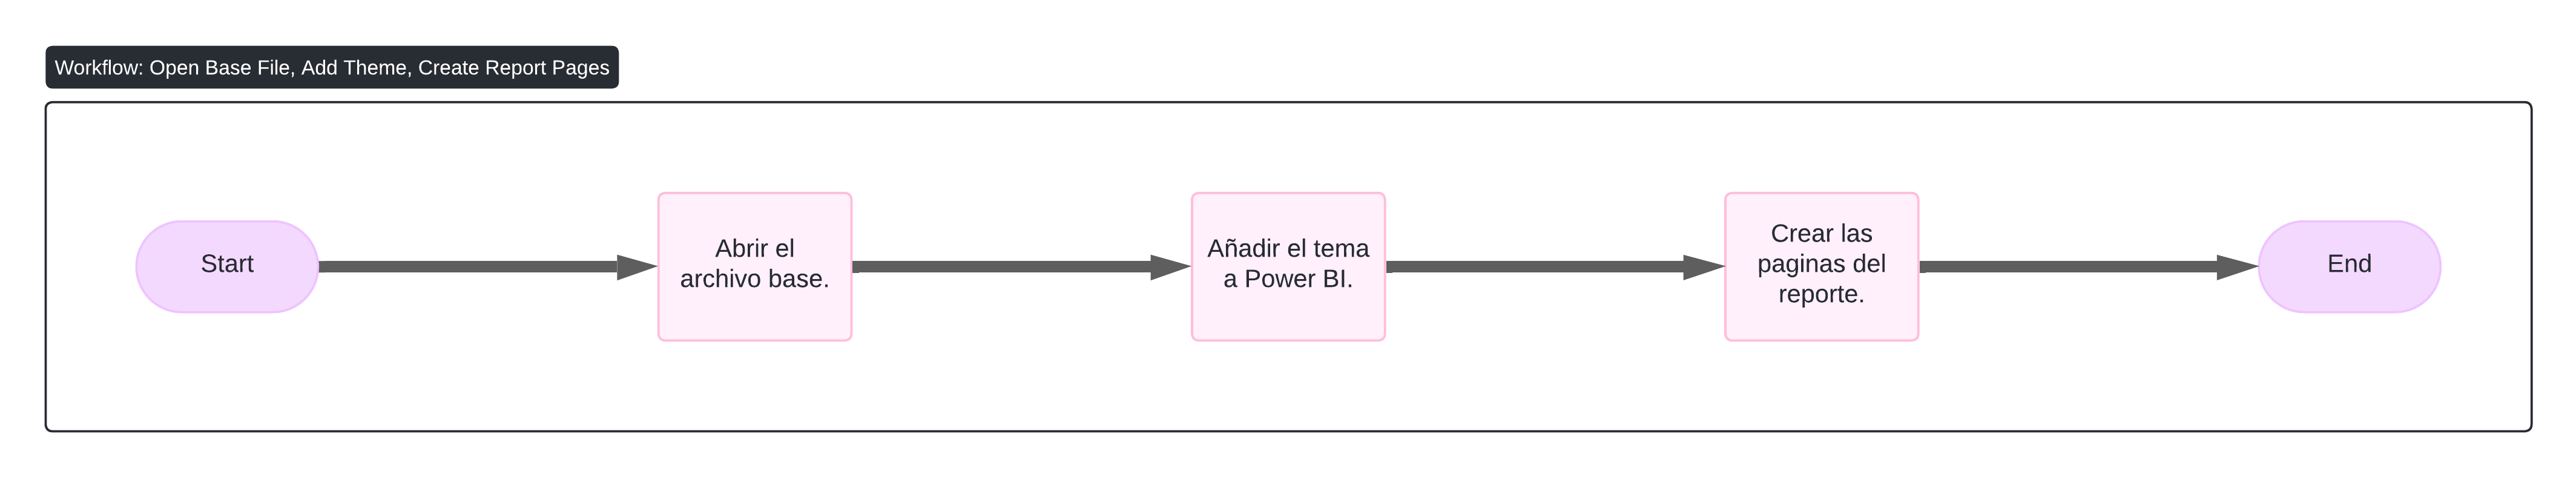 Workflow: Open Base File, Add Theme, Create Report Pages
Start
Abrir el
archivo base.
Añadir el tema
a Power BI.
Crear las
paginas del
reporte.
End